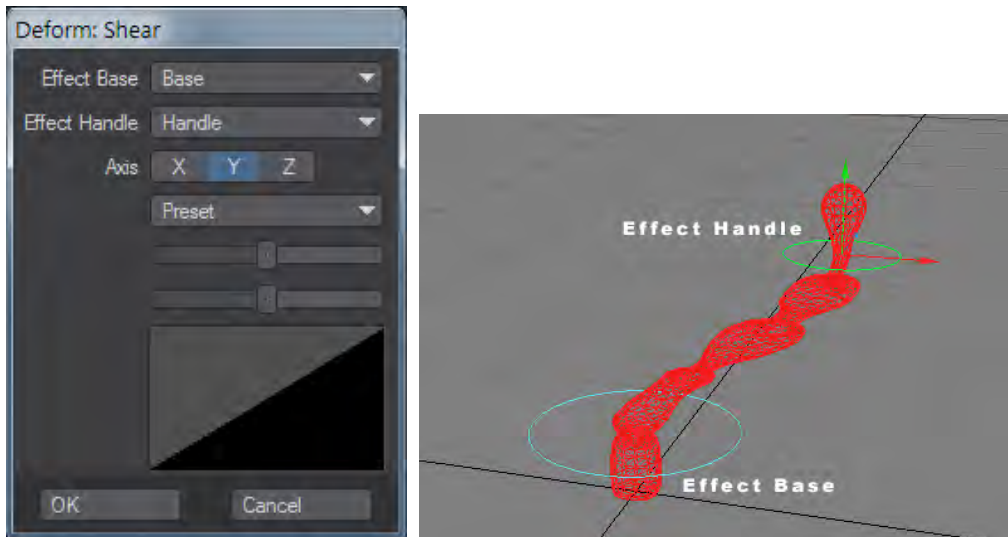 Deform: Shear
Effect Base Base
Effect Handle Handle
Axis X Y Z
Preset
OK Cancel
Effect Handle
Effect Base